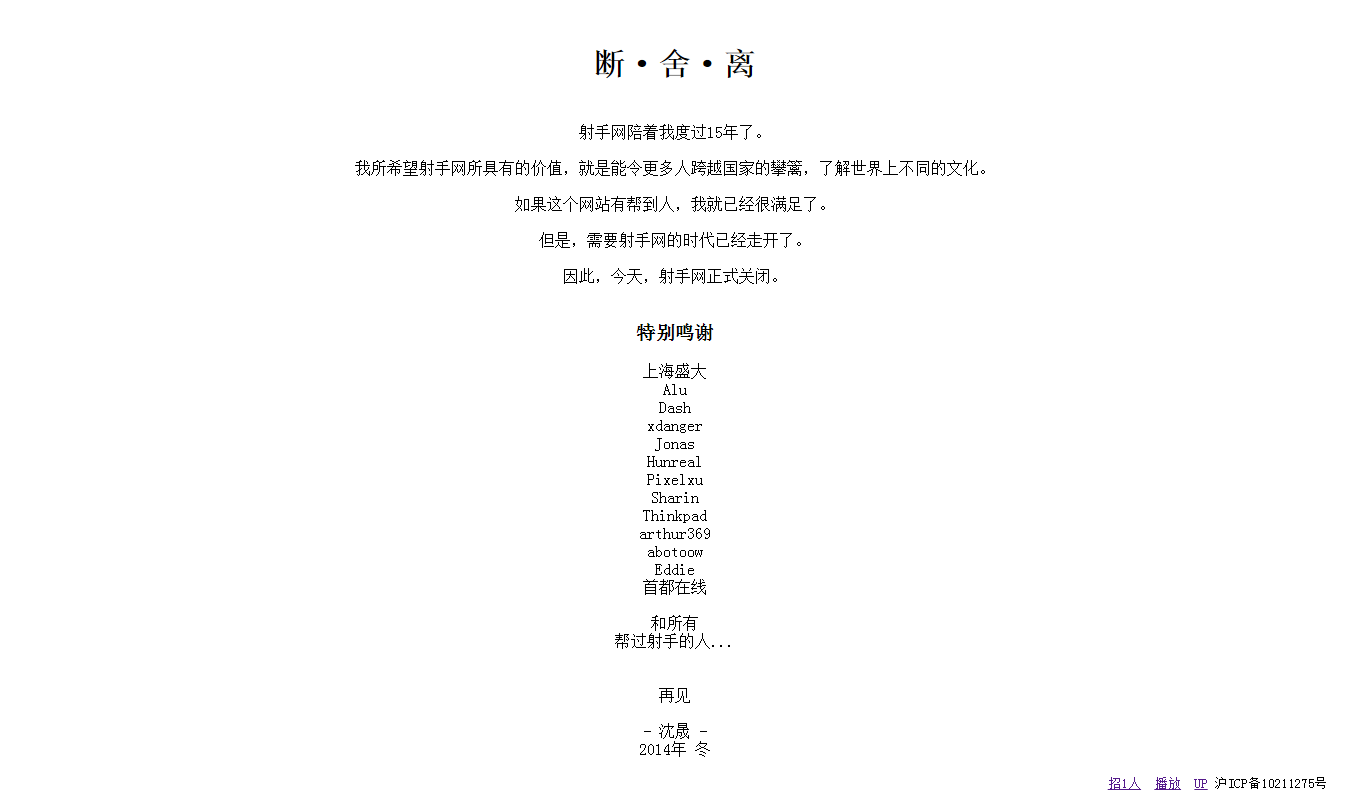 断·舍·离
射手网陪着我度过15年了。
我所希望射手网所具有的价值，就是能令更多人跨越国家的攀篱，了解世界上不同的文化。
如果这个网站有帮到人，我就已经很满足了。
但是，需要射手网的时代已经走开了。
因此，今天，射手网正式关闭。
特别鸣谢
上海盛大
Alu
Dash
xdanger
Jonas
Hunreal
Pixelxu
Sharin
Thinkpad
arthur369
abotoow
Eddie
首都在线
和所有
帮过射手的人...
再见
- 沈晟 -
2014年 冬
招1人 播放 UP 沪ICP备10211275号